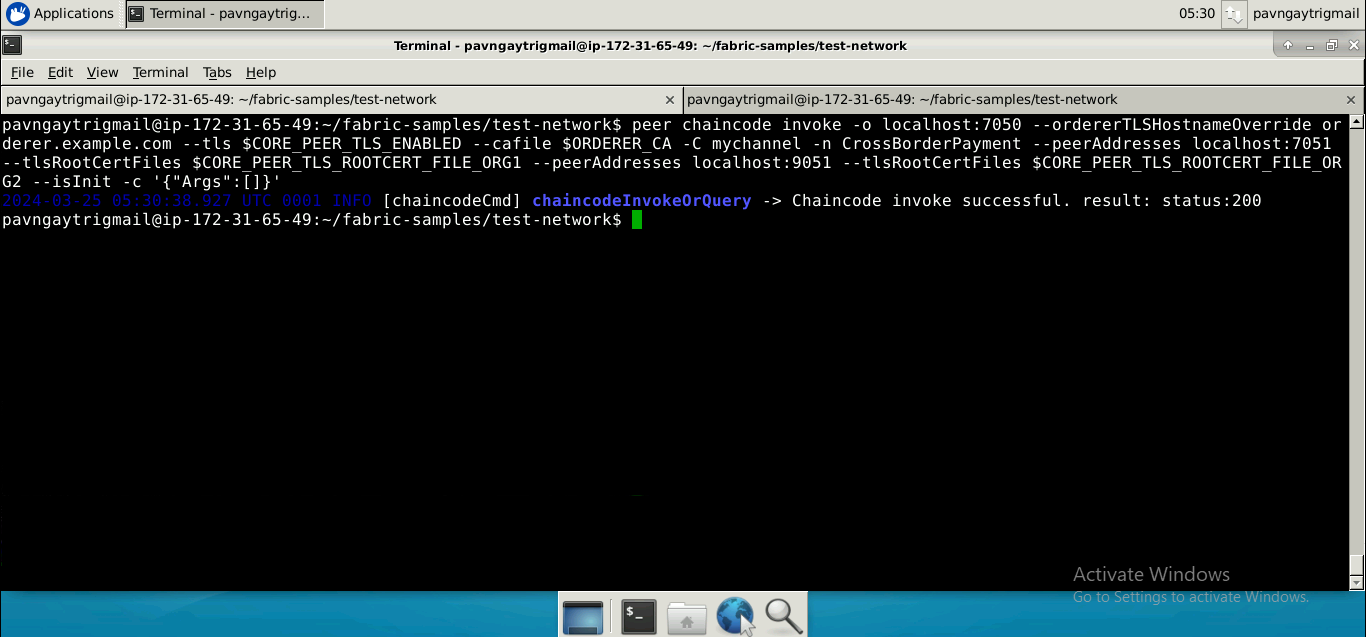 Applications
Terminal - pavngaytrig...
05:30
pavngaytrigmail
Terminal - pavngaytrigmail@ip-172-31-65-49: ~/fabric-samples/test-network
File Edit View Terminal Tabs Help
pavngaytrigmail@ip-172-31-65-49: ~/fabric-samples/test-network
pavngaytrigmail@ip-172-31-65-49: ~/fabric-samples/test-network
pavngaytrigmail@ip-172-31-65-49:~/fabric-samples/test-network$ peer chaincode invoke -o localhost:7050 --ordererTLSHostnameOverride or
derer.example.com --tls $CORE_PEER_TLS_ENABLED --cafile $ORDERER_CA -C mychannel -n CrossBorderPayment --peerAddresses localhost:7051
--tlsRootCertFiles $CORE_PEER_TLS_ROOTCERT_FILE_ORG1 --peerAddresses localhost:9051 --tlsRootCertFiles $CORE_PEER_TLS_ROOTCERT_FILE_OR
G2 --isInit -c '{"Args":[]}'
2024-03-25 05:30:38.927 UTC 0001 INFO [chaincodeCmd] chaincodeInvokeOrQuery -> Chaincode invoke successful. result: status:200
pavngaytrigmail@ip-172-31-65-49:~/fabric-samples/test-network$
Activate Windows
Go to Settings to activate Windows.
$_